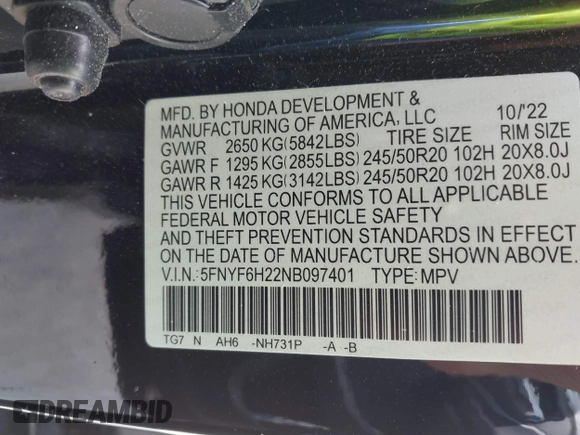 MFD. BY HONDA DEVELOPMENT &
MANUFACTURING OF AMERICA, LLC 10/'22
GVWR 2650 KG(5842LBS) TIRE SIZE RIM SIZE
GAWR F 1295 KG(2855LBS) 245/50R20 102H 20X8.0J
GAWR R 1425 KG(3142LBS) 245/50R20 102H 20X8.0J
THIS VEHICLE CONFORMS TO ALL APPLICABLE
FEDERAL MOTOR VEHICLE SAFETY
AND THEFT PREVENTION STANDARDS IN EFFECT
ON THE DATE OF MANUFACTURE SHOWN ABOVE.
V.I.N.:5FNYF6H22NB097401 TYPE:MPV
TG7 N AH6 -NH731P -A -B
DREAMBID